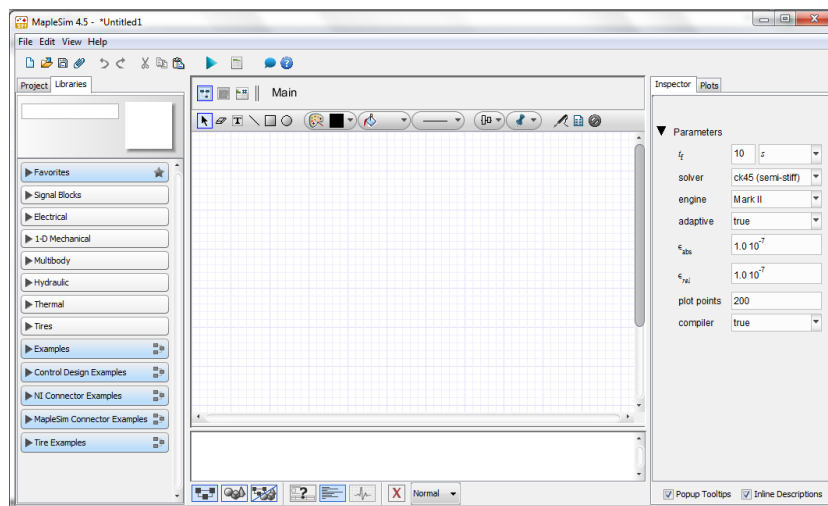 MapleSim 4.5 - *Untitled1
File Edit View Help
Project Libraries
Main
Inspector Plots
T
Favorites
Signal Blocks
Electrical
1-D Mechanical
Multibody
Hydraulic
Thermal
Tires
Examples
Control Design Examples
NI Connector Examples
MapleSim Connector Examples
Tire Examples
Parameters
t_f 10 s
solver ck45 (semi-stiff)
engine Mark II
adaptive true
ϵ_abs 1.0 10^-7
ϵ_rel 1.0 10^-7
plot points 200
compiler true
? X Normal
Popup Tooltips Inline Descriptions